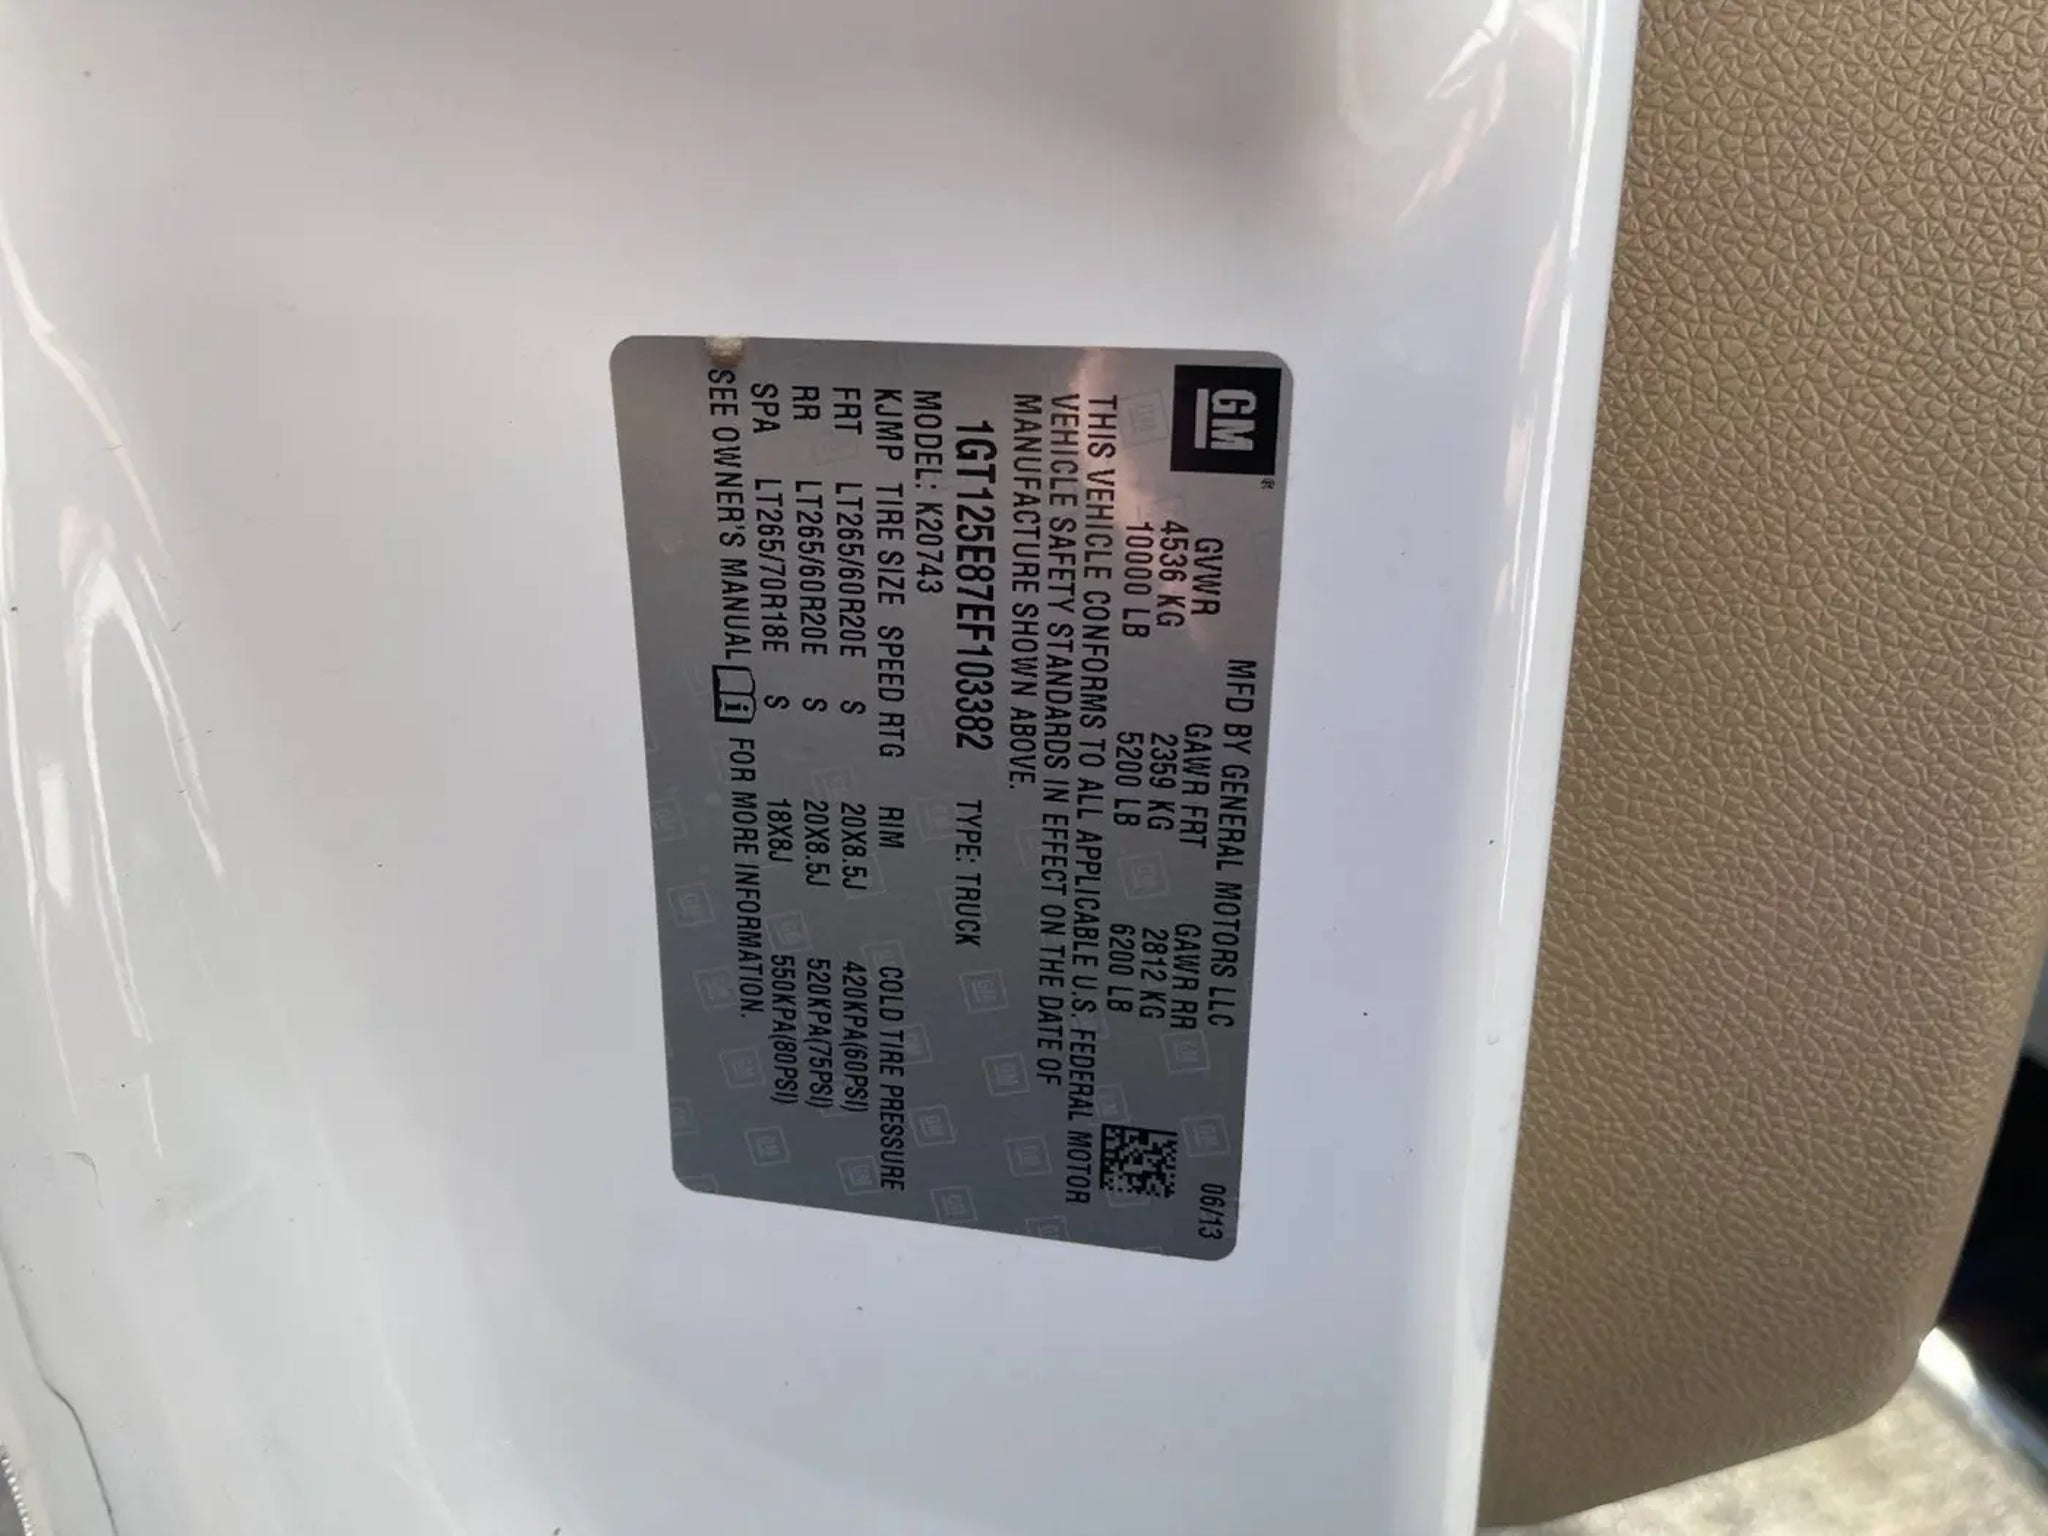 GM®
MFD BY GENERAL MOTORS LLC 06/13
GVWR GAWR FRT GAWR RR
4536 KG 2359 KG 2812 KG
10000 LB 5200 LB 6200 LB
THIS VEHICLE CONFORMS TO ALL APPLICABLE U.S. FEDERAL MOTOR
VEHICLE SAFETY STANDARDS IN EFFECT ON THE DATE OF
MANUFACTURE SHOWN ABOVE.
1GT125E87EF103382 TYPE: TRUCK
MODEL: K20743
KJMP TIRE SIZE SPEED RTG RIM COLD TIRE PRESSURE
FRT LT265/60R20E S 20X8.5J 420KPA(60PSI)
RR LT265/60R20E S 20X8.5J 520KPA(75PSI)
SPA LT265/70R18E S 18X8J 550KPA(80PSI)
SEE OWNER'S MANUAL i FOR MORE INFORMATION.